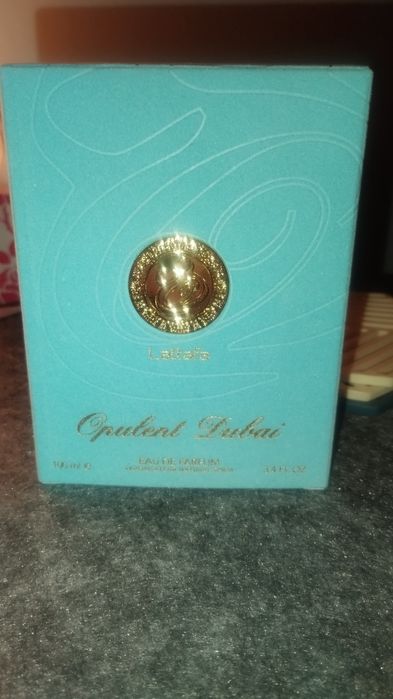 Lattafa
Opulent Dubai
EAU DE PARFUM
100 ml ℮ 3.4 FL.OZ